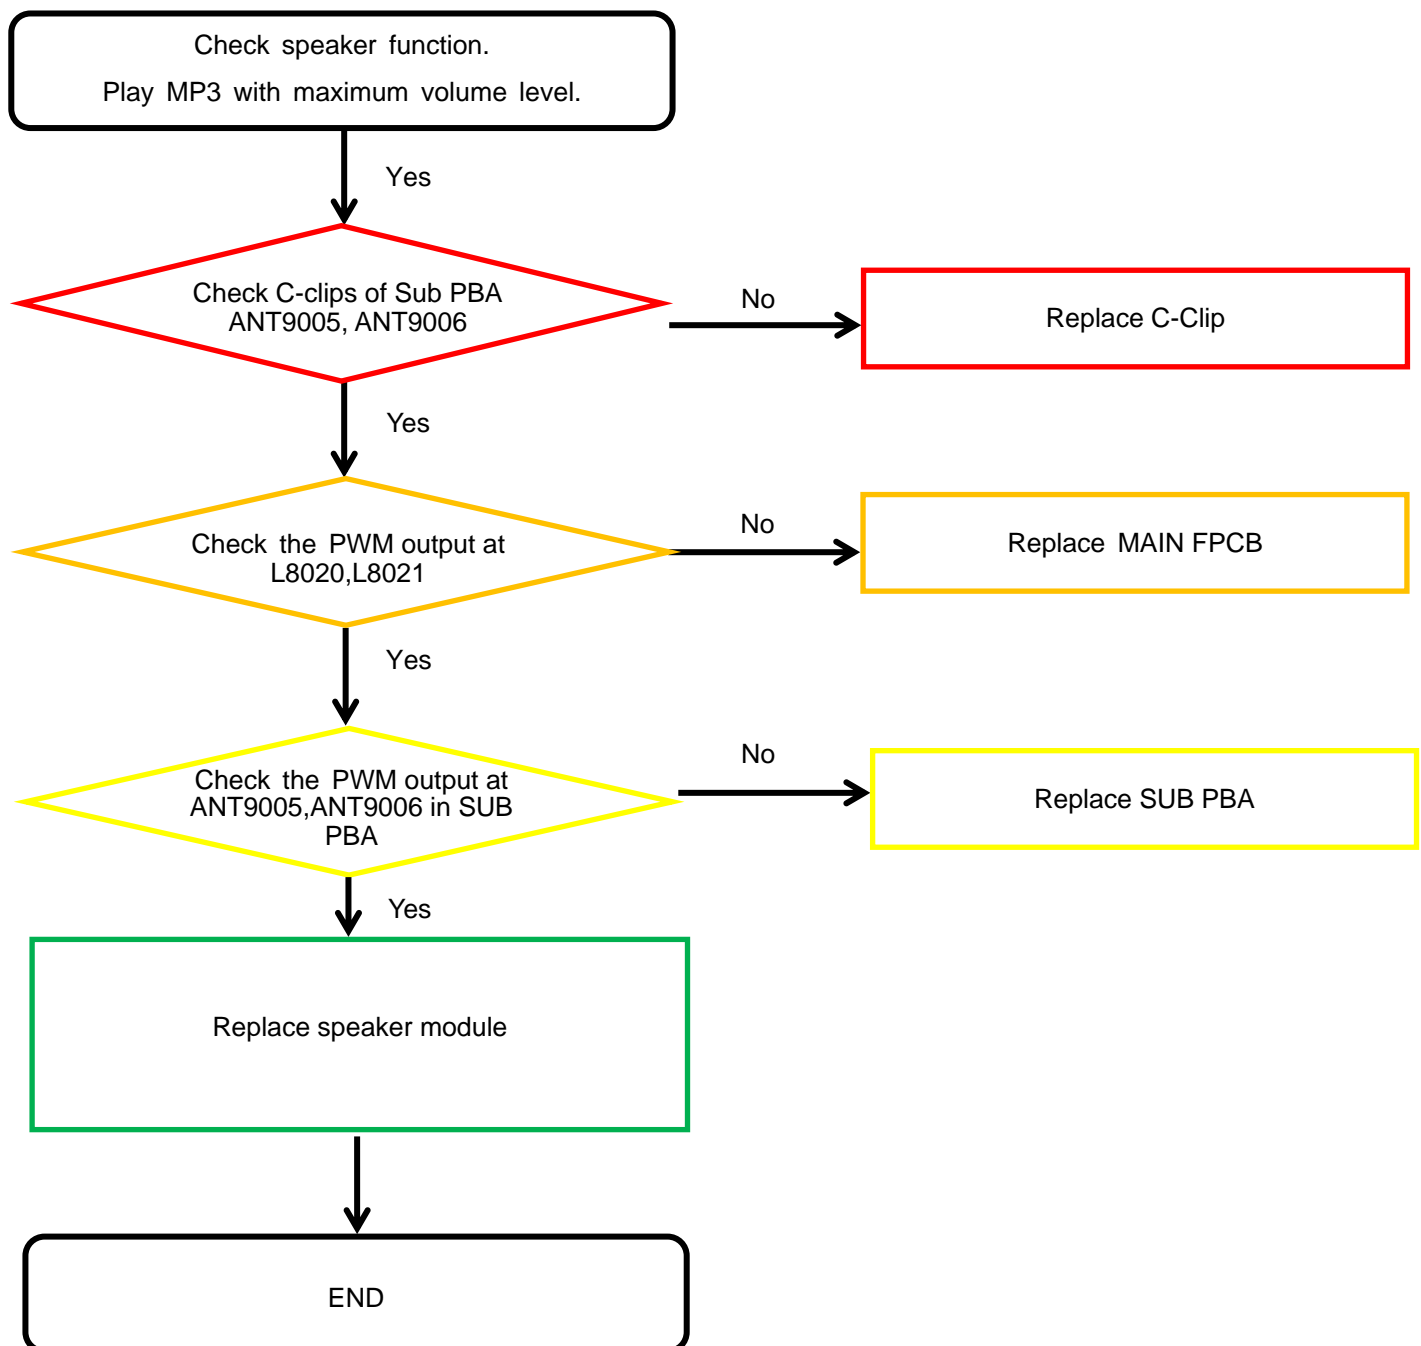 Check speaker function.
Play MP3 with maximum volume level.
Yes
Check C-clips of Sub PBA
ANT9005, ANT9006
No
Replace C-Clip
Yes
Check the PWM output at
L8020,L8021
No
Replace MAIN FPCB
Yes
Check the PWM output at
ANT9005,ANT9006 in SUB
PBA
No
Replace SUB PBA
Yes
Replace speaker module
END